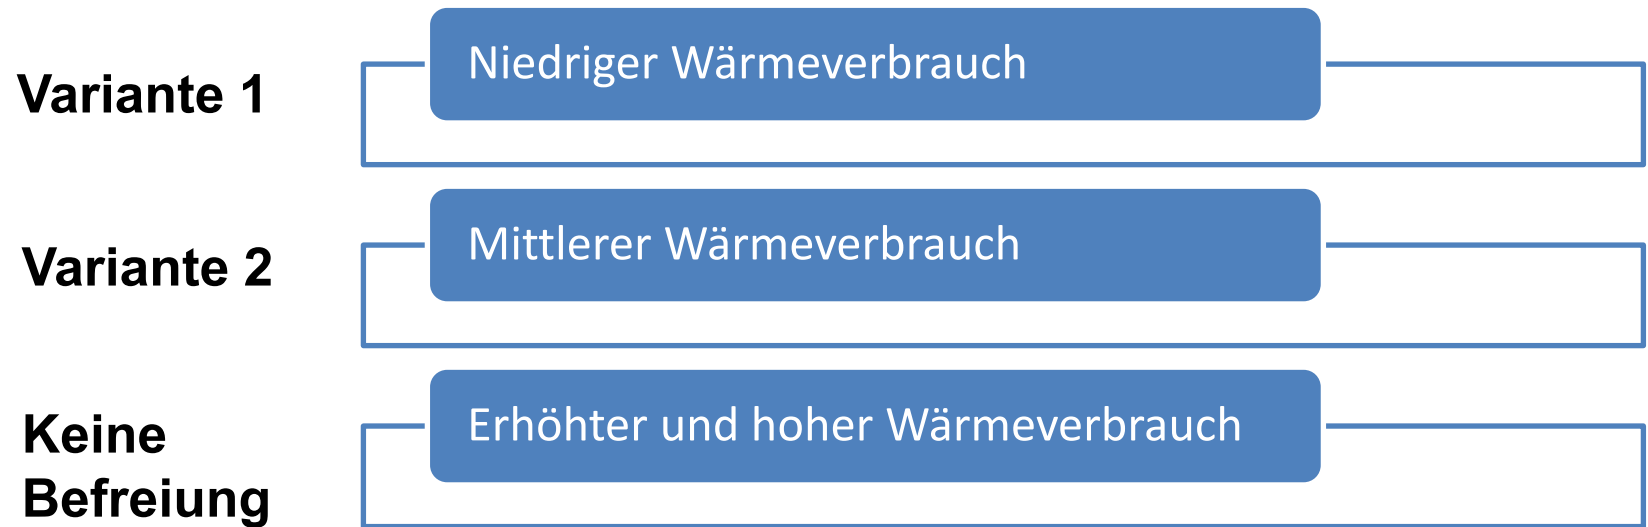 Variante 1
Niedriger Wärmeverbrauch
Variante 2
Mittlerer Wärmeverbrauch
Keine
Befreiung
Erhöhter und hoher Wärmeverbrauch